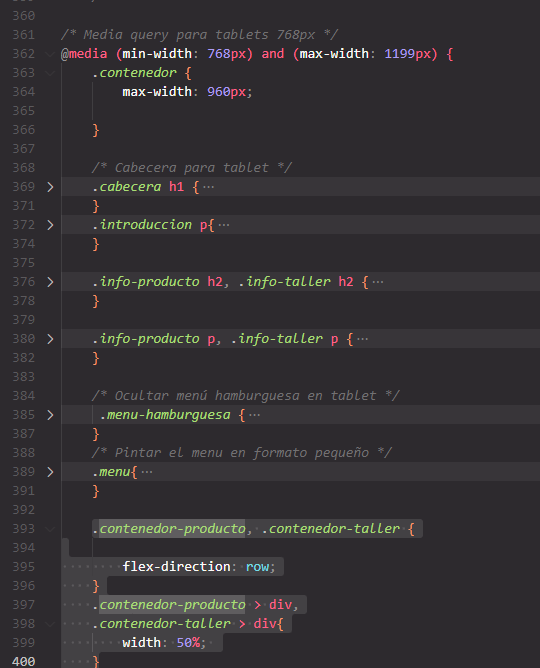 360
361 /* Media query para tablets 768px */
362 @media (min-width: 768px) and (max-width: 1199px) {
363 .contenedor {
364 max-width: 960px;
365
366 }
367
368 /* Cabecera para tablet */
369 > .cabecera h1 {···
371 }
372 > .introduccion p{···
374 }
375
376 > .info-producto h2, .info-taller h2 {···
378 }
379
380 > .info-producto p, .info-taller p {···
382 }
383
384 /* Ocultar menú hamburguesa en tablet */
385 > .menu-hamburguesa {···
387 }
388 /* Pintar el menu en formato pequeño */
389 > .menu{···
391 }
392
393 .contenedor-producto, .contenedor-taller {
394
395 flex-direction: row;
396 }
397 .contenedor-producto > div,
398 .contenedor-taller > div{
399 width: 50%;
400 }